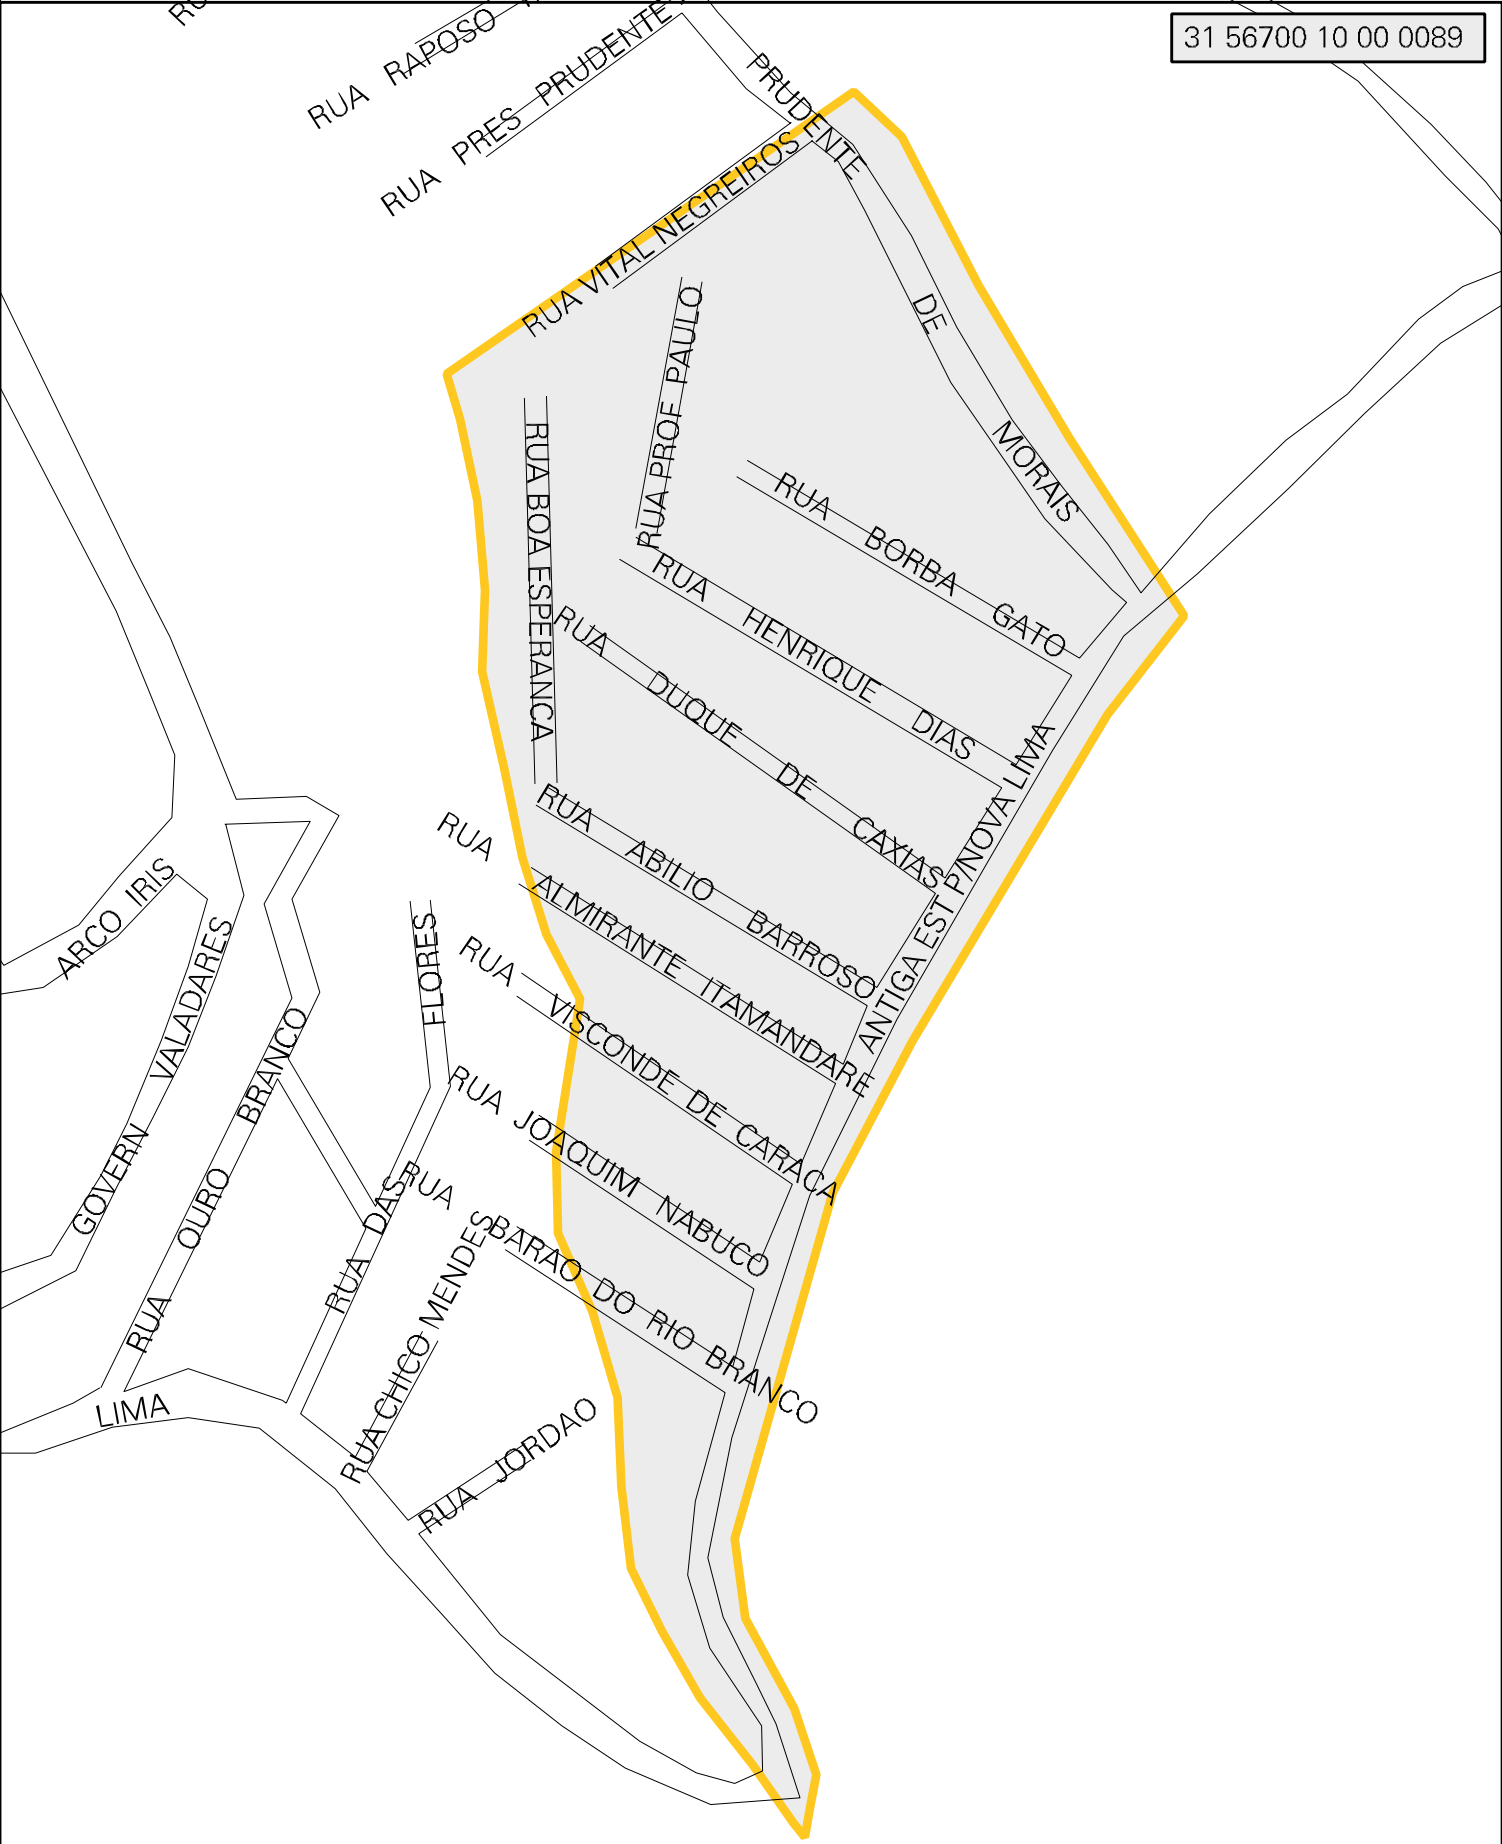 31 56700 10 00 0089
RUA RAPOSO
RUA PRES PRUDENTE
PRUDENTE DE MORAIS
RUA VITAL NEGREIROS
RUA PROF PAULO
RUA BOA ESPERANCA
RUA BORBA GATO
RUA HENRIQUE DIAS
RUA DUQUE DE CAXIAS
ANTIGA EST P/NOVA LIMA
RUA ABILIO BARROSO
RUA ALMIRANTE ITAMANDARE
RUA VISCONDE DE CARACA
RUA JOAQUIM NABUCO
RUA BARAO DO RIO BRANCO
ARCO IRIS
GOVERN VALADARES
RUA OURO BRANCO
RUA DAS FLORES
RUA CHICO MENDES
RUA JORDAO
LIMA